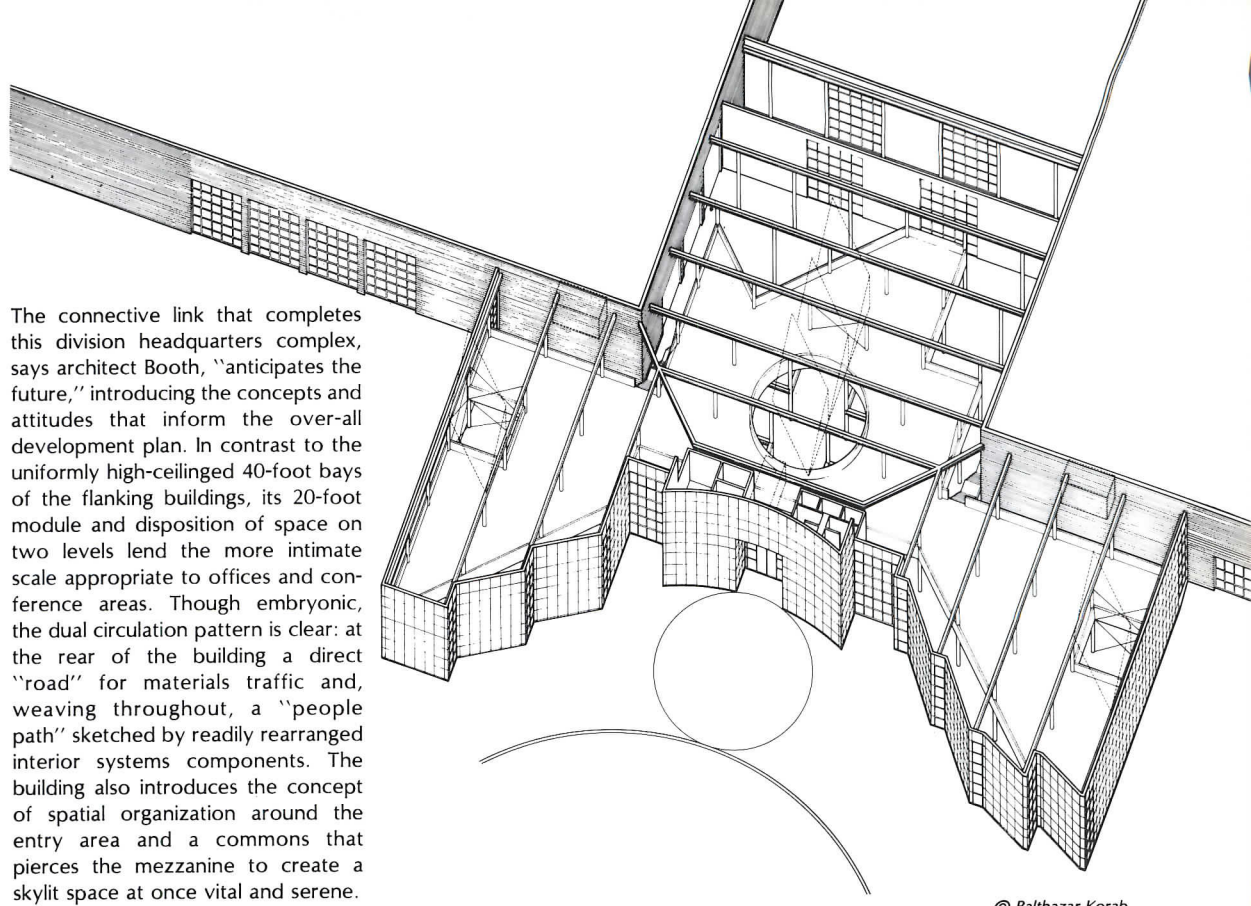 The connective link that completes
this division headquarters complex,
says architect Booth, ``anticipates the
future,'' introducing the concepts and
attitudes that inform the over-all
development plan. In contrast to the
uniformly high-ceilinged 40-foot bays
of the flanking buildings, its 20-foot
module and disposition of space on
two levels lend the more intimate
scale appropriate to offices and con-
ference areas. Though embryonic,
the dual circulation pattern is clear: at
the rear of the building a direct
``road'' for materials traffic and,
weaving throughout, a ``people
path'' sketched by readily rearranged
interior systems components. The
building also introduces the concept
of spatial organization around the
entry area and a commons that
pierces the mezzanine to create a
skylit space at once vital and serene.
© Balthazar Korab